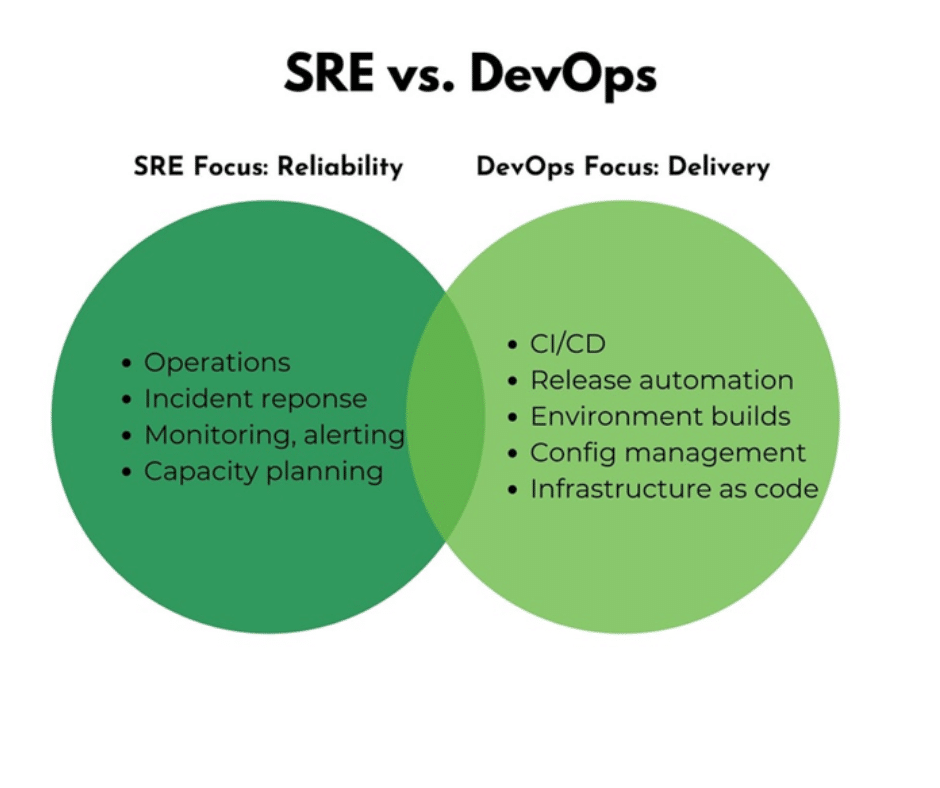 SRE vs. DevOps
SRE Focus: Reliability
DevOps Focus: Delivery
• Operations
• Incident reponse
• Monitoring, alerting
• Capacity planning
• CI/CD
• Release automation
• Environment builds
• Config management
• Infrastructure as code